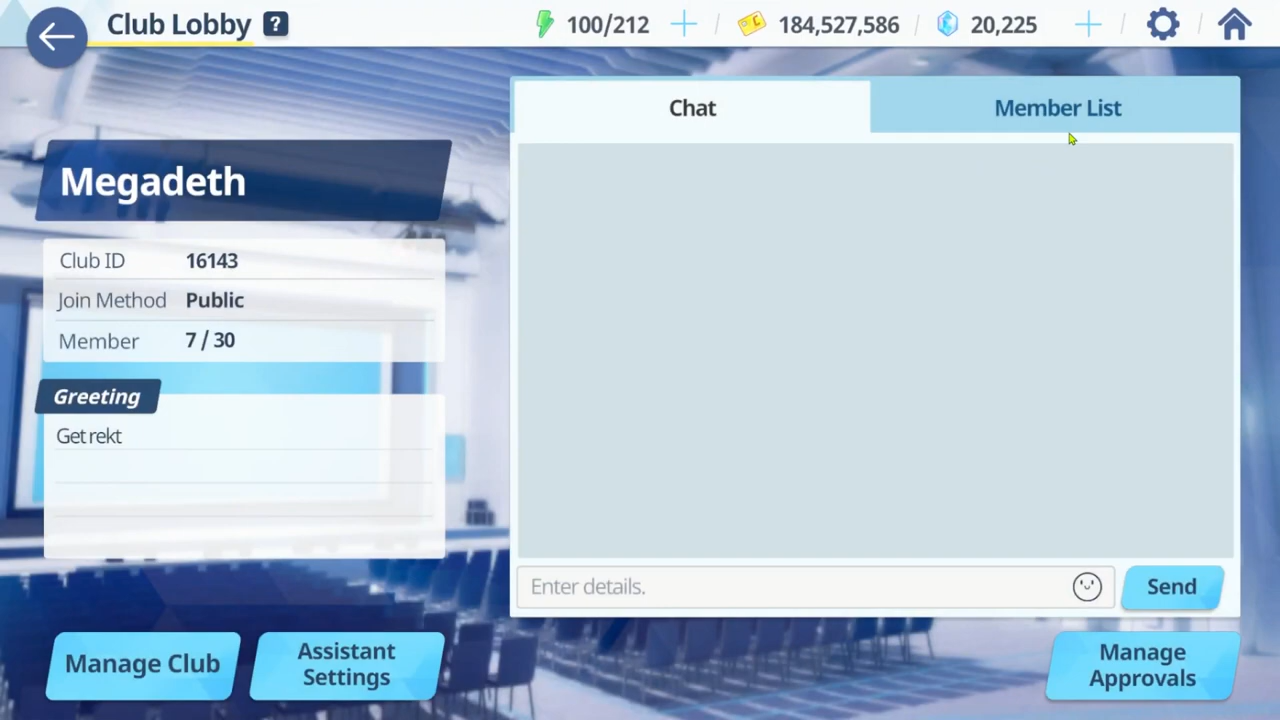 Club Lobby ?
100/212
184,527,586
20,225
Megadeth
Club ID 16143
Join Method Public
Member 7 / 30
Greeting
Get rekt
Manage Club
Assistant
Settings
Chat
Member List
Enter details.
Send
Manage
Approvals